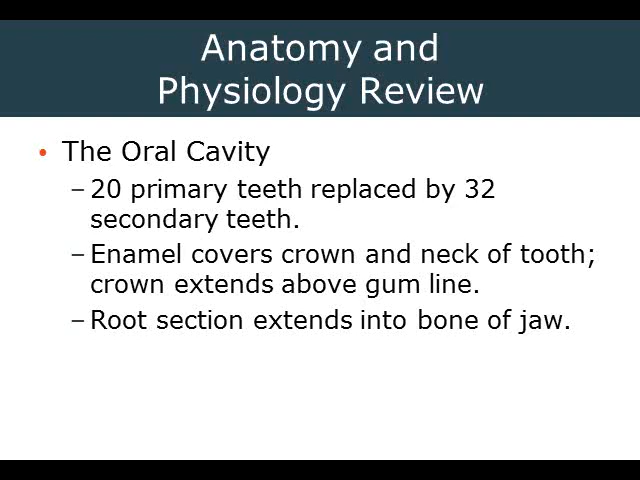 Anatomy and
Physiology Review
• The Oral Cavity
– 20 primary teeth replaced by 32
secondary teeth.
– Enamel covers crown and neck of tooth;
crown extends above gum line.
– Root section extends into bone of jaw.